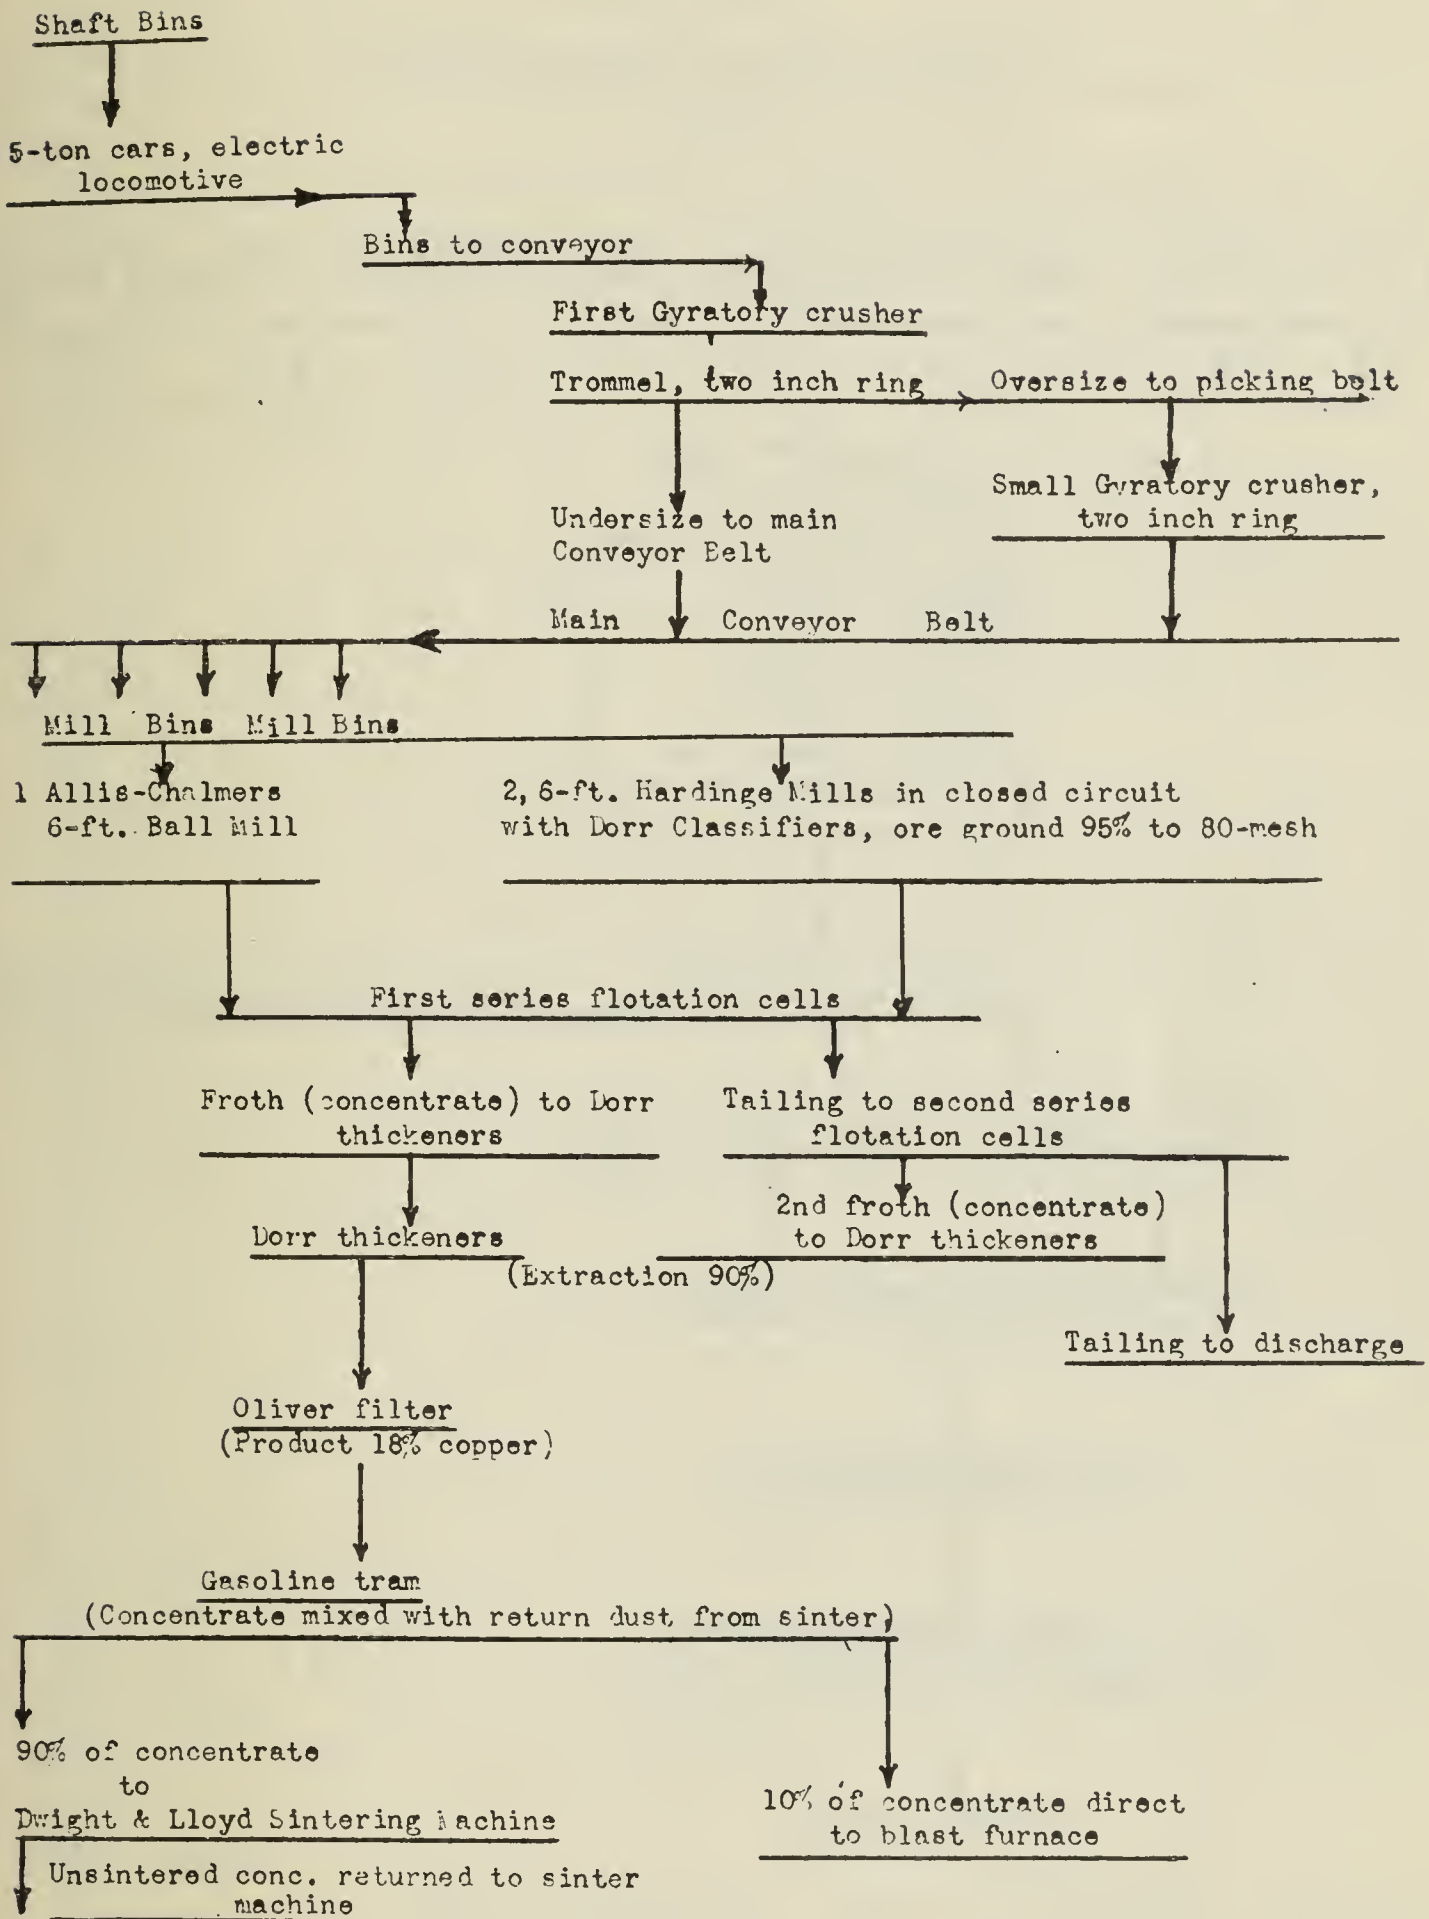 Shaft Bins
5-ton cars, electric
locomotive
Bins to conveyor
First Gyratory crusher
Trommel, two inch ring
Oversize to picking belt
Small Gyratory crusher,
two inch ring
Undersize to main
Conveyor Belt
Main Conveyor Belt
Mill Bins Mill Bins
1 Allis-Chalmers
6-ft. Ball Mill
2, 6-ft. Hardinge Mills in closed circuit
with Dorr Classifiers, ore ground 95% to 80-mesh
First series flotation cells
Froth (concentrate) to Dorr
thickeners
Tailing to second series
flotation cells
2nd froth (concentrate)
to Dorr thickeners
Dorr thickeners
(Extraction 90%)
Tailing to discharge
Oliver filter
(Product 18% copper)
Gasoline tram
(Concentrate mixed with return dust from sinter)
90% of concentrate
to
Dwight & Lloyd Sintering Machine
10% of concentrate direct
to blast furnace
Unsintered conc. returned to sinter
machine